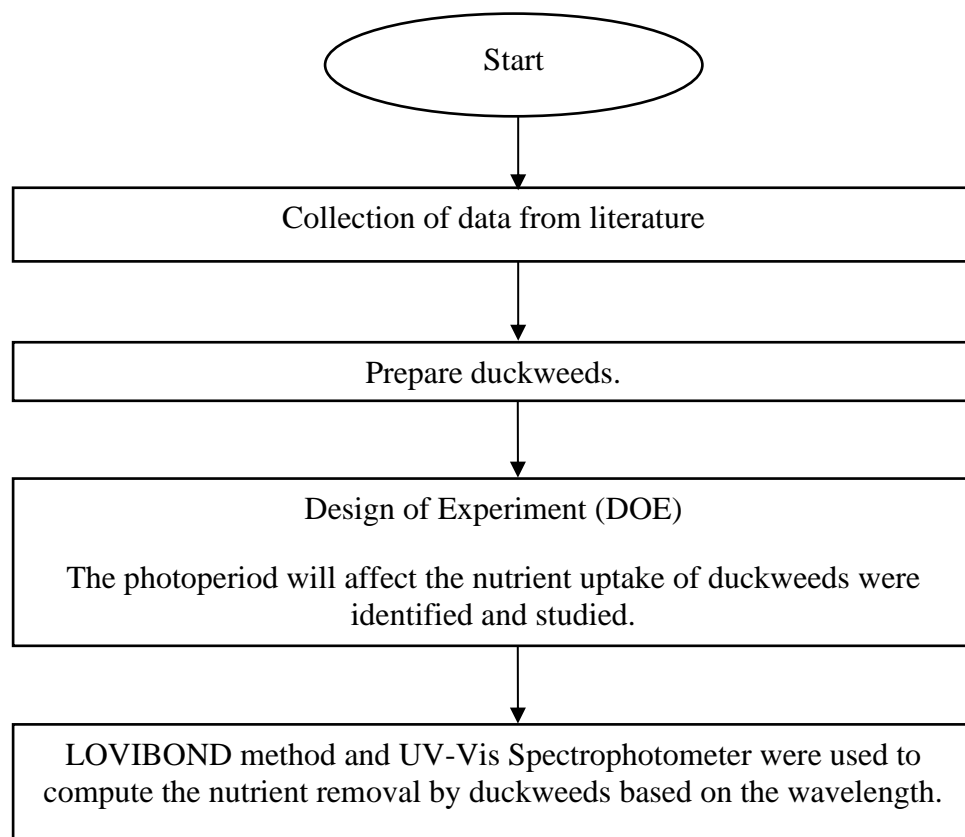 Start
Collection of data from literature
Prepare duckweeds.
Design of Experiment (DOE)
The photoperiod will affect the nutrient uptake of duckweeds were
identified and studied.
LOVIBOND method and UV-Vis Spectrophotometer were used to
compute the nutrient removal by duckweeds based on the wavelength.